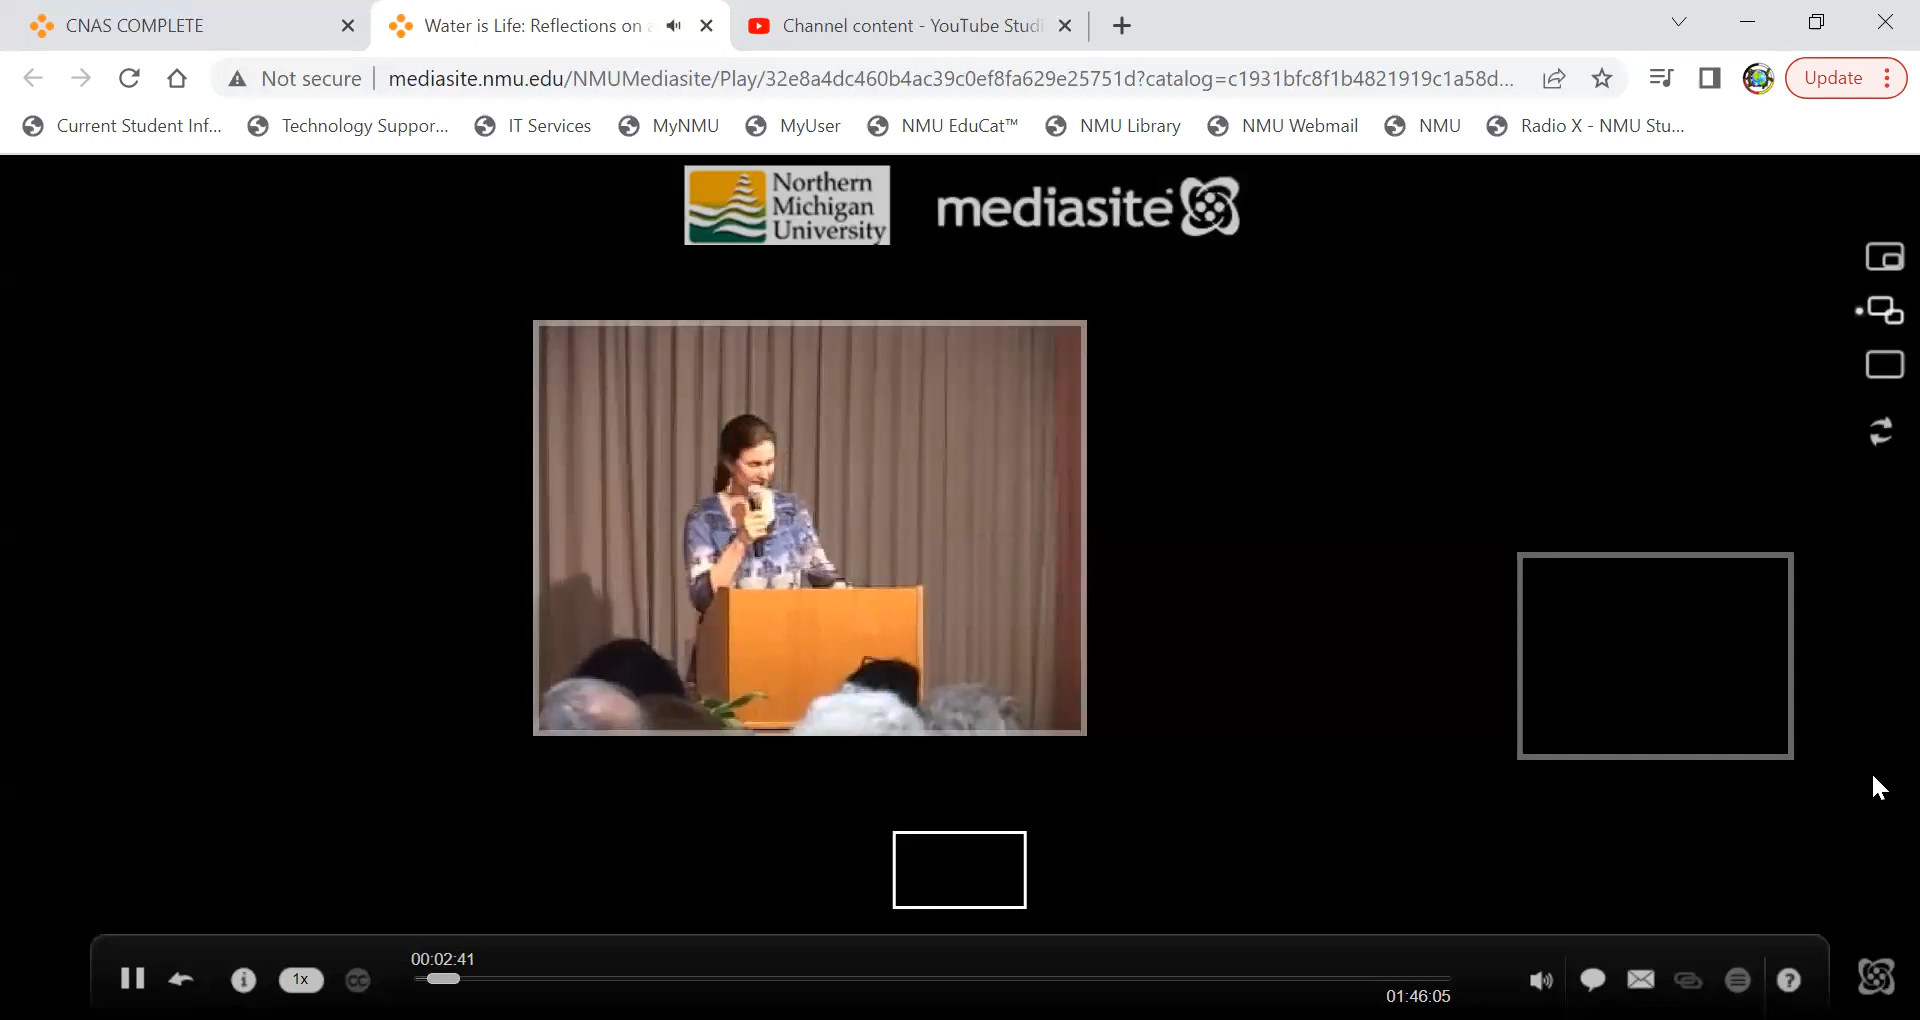 CNAS COMPLETE
Water is Life: Reflections on
Channel content - YouTube Studi
Not secure
mediasite.nmu.edu/NMUMediasite/Play/32e8a4dc460b4ac39c0ef8fa629e25751d?catalog=c1931bfc8f1b4821919c1a58d...
Update
Current Student Inf...
Technology Suppor...
IT Services
MyNMU
MyUser
NMU EduCat™
NMU Library
NMU Webmail
NMU
Radio X - NMU Stu...
Northern
Michigan
University
mediasite
00:02:41
1x
CC
01:46:05